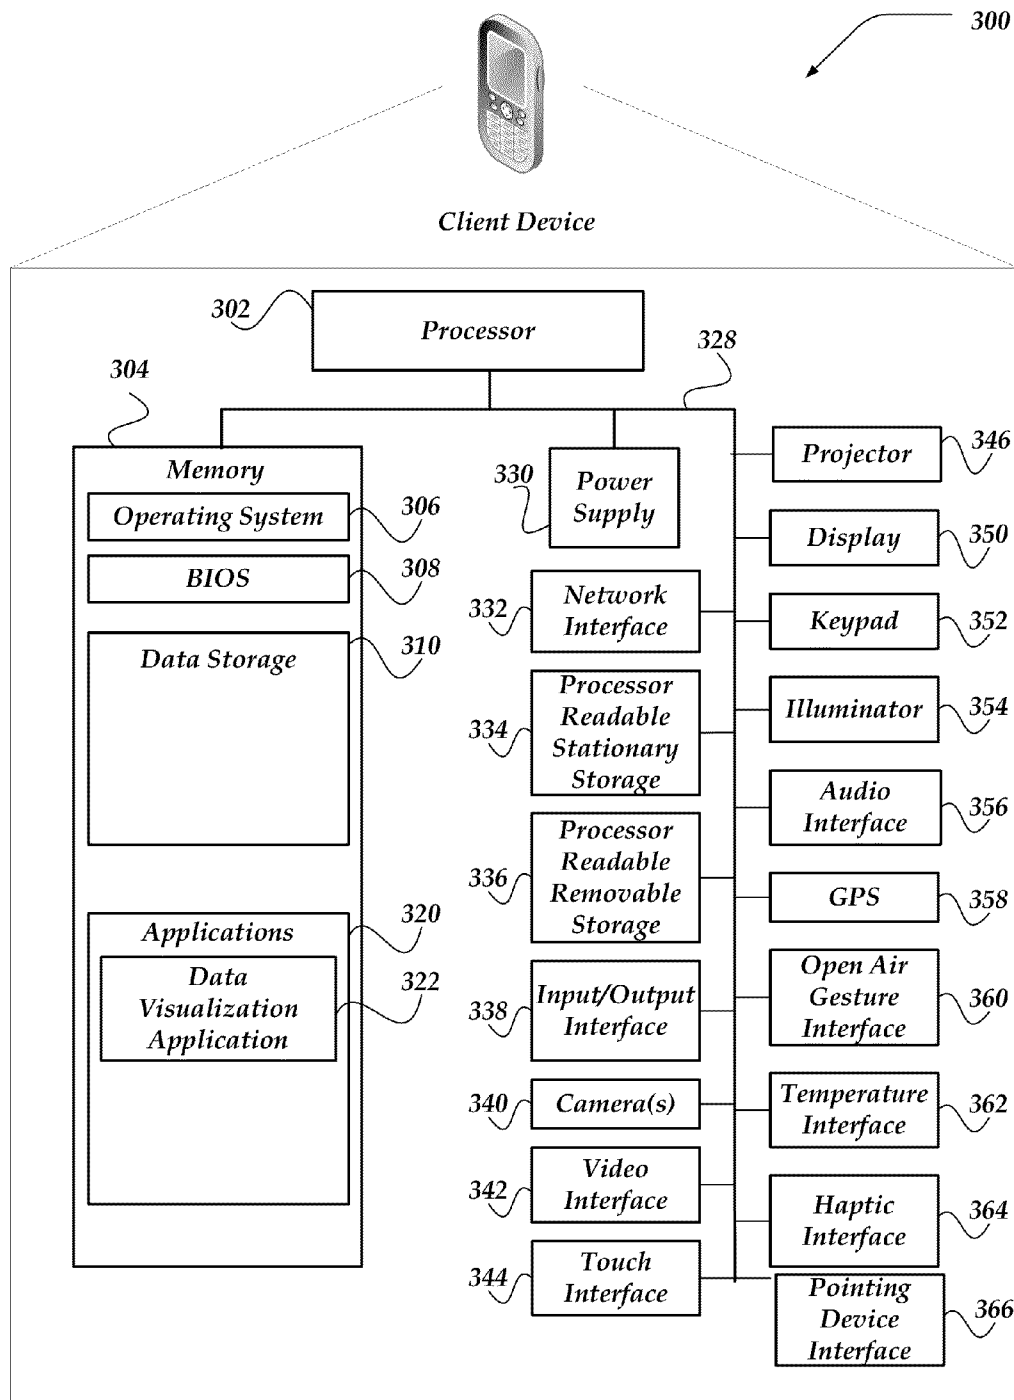 300
Client Device
302
Processor
328
304
Memory
Operating System
306
BIOS
308
Data Storage
310
Applications
320
Data
Visualization
Application
322
330
Power
Supply
332
Network
Interface
334
Processor
Readable
Stationary
Storage
336
Processor
Readable
Removable
Storage
338
Input/Output
Interface
340
Camera(s)
342
Video
Interface
344
Touch
Interface
Projector
346
Display
350
Keypad
352
Illuminator
354
Audio
Interface
356
GPS
358
Open Air
Gesture
Interface
360
Temperature
Interface
362
Haptic
Interface
364
Pointing
Device
Interface
366